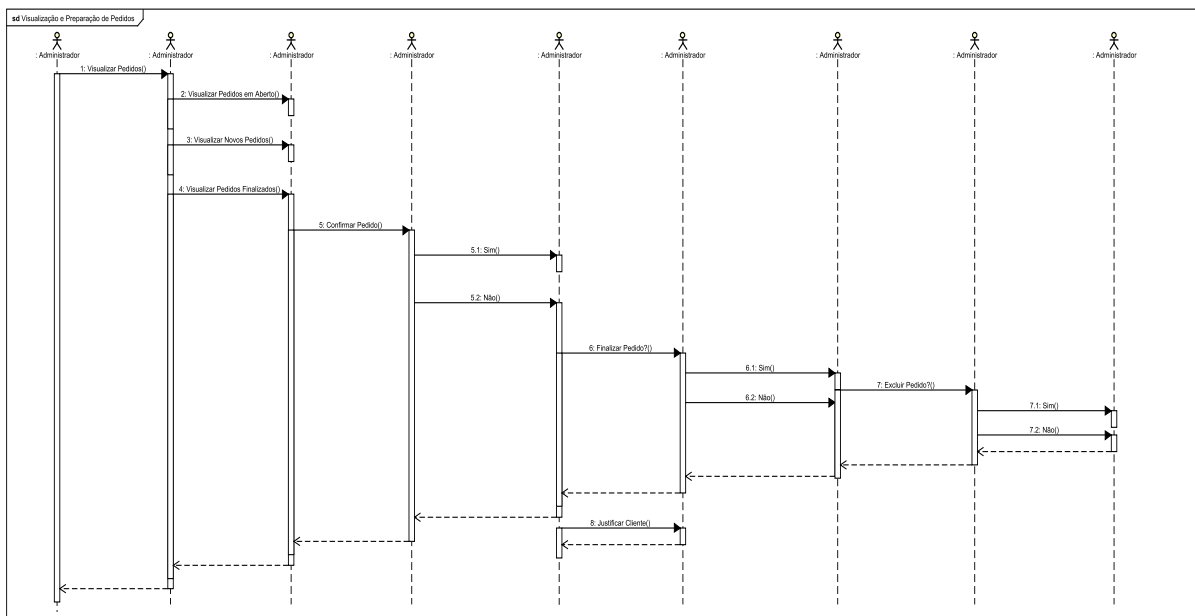 sd Visualização e Preparação de Pedidos
: Administrador : Administrador : Administrador : Administrador : Administrador : Administrador : Administrador : Administrador : Administrador
1: Visualizar Pedidos()
2: Visualizar Pedidos em Aberto()
3: Visualizar Novos Pedidos()
4: Visualizar Pedidos Finalizados()
5: Confirmar Pedido()
5.1: Sim()
5.2: Não()
6: Finalizar Pedido?()
6.1: Sim()
7: Excluir Pedido?()
6.2: Não()
7.1: Sim()
7.2: Não()
8: Justificar Cliente()